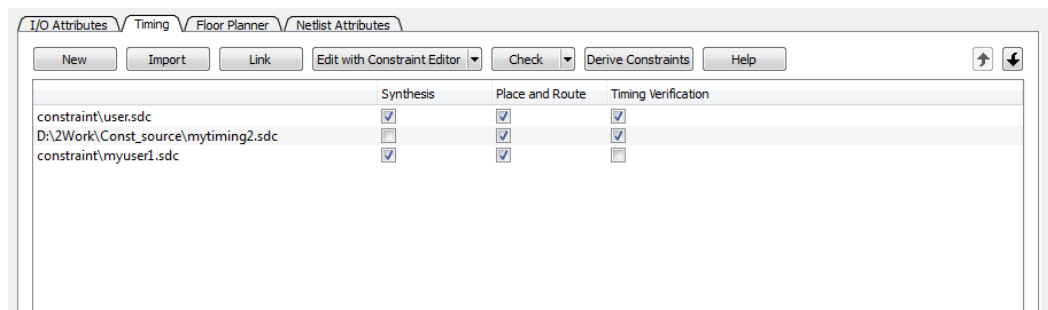 I/O Attributes Timing Floor Planner Netlist Attributes
New Import Link Edit with Constraint Editor Check Derive Constraints Help
Synthesis Place and Route Timing Verification
constraint\user.sdc
D:\2Work\Const_source\mytiming2.sdc
constraint\myuser1.sdc